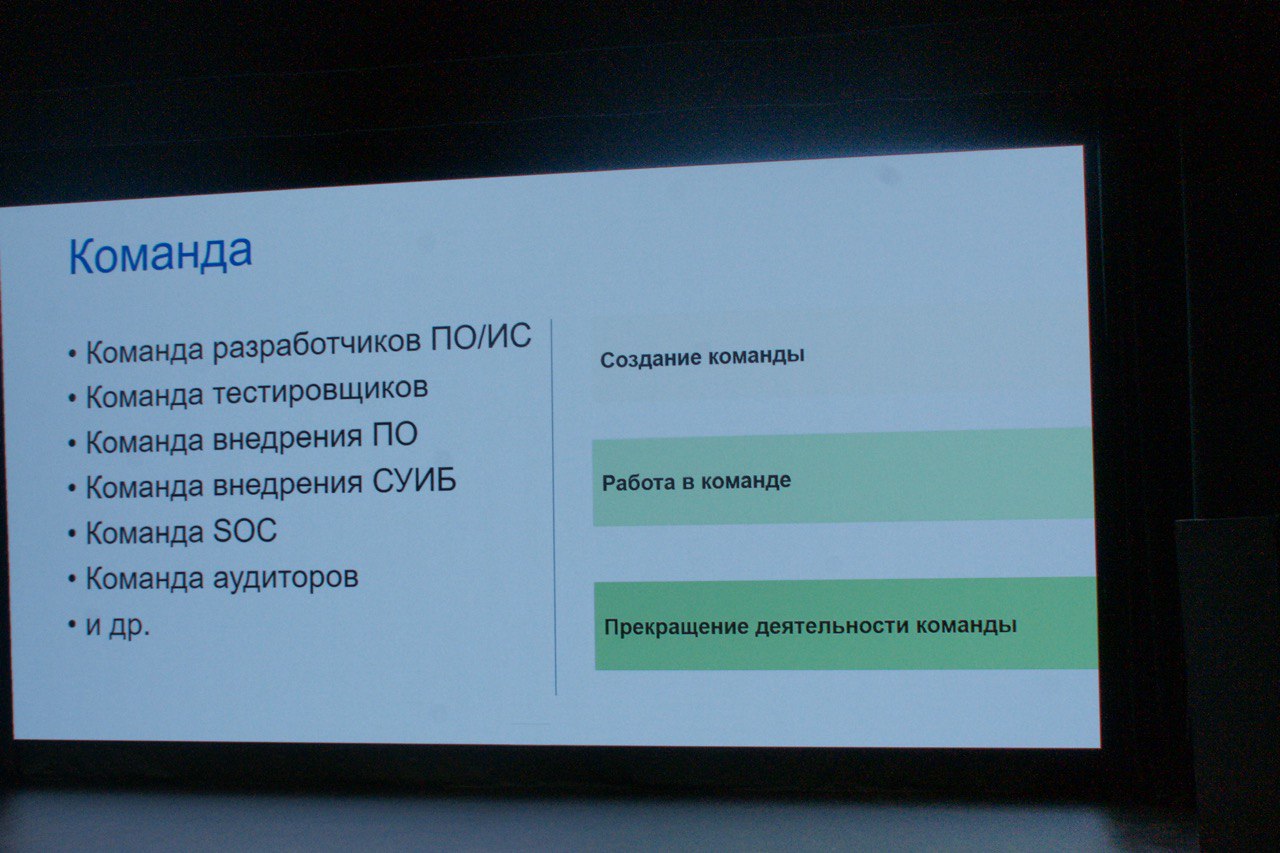 Команда
• Команда разработчиков ПО/ИС
• Команда тестировщиков
• Команда внедрения ПО
• Команда внедрения СУИБ
• Команда SOC
• Команда аудиторов
• и др.
Создание команды
Работа в команде
Прекращение деятельности команды